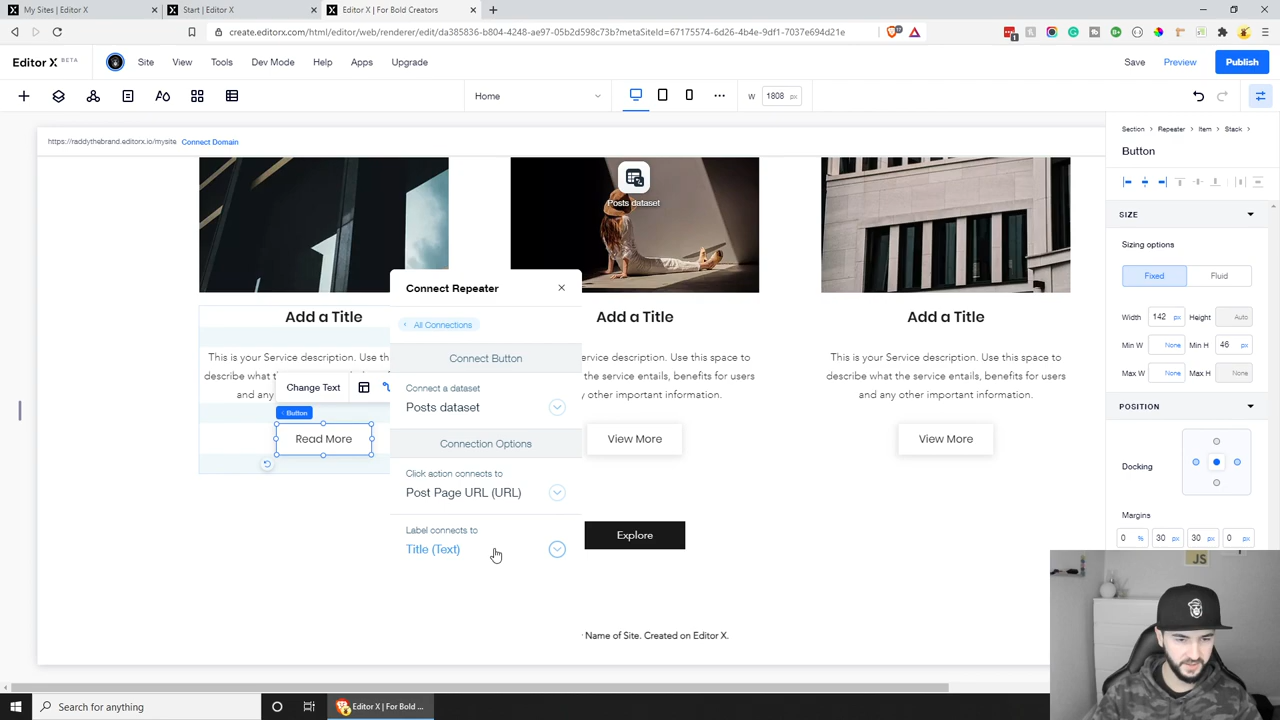 My Sites | Editor X
Start | Editor X
Editor X | For Bold Creators
create.editorx.com/html/editor/web/renderer/edit/da385836-b804-4248-ae97-05b2d598c73b?metaSiteId=67175574-6d26-4b4e-9df1-7037e694d21e
Editor X BETA
Site
View
Tools
Dev Mode
Help
Apps
Upgrade
Save
Preview
Publish
Home
W
1808
px
https://raddythebrand.editorx.io/mysite
Connect Domain
Section
Repeater
Item
Stack
Button
Posts dataset
SIZE
Sizing options
Fixed
Fluid
Width
142
px
Height
Auto
Min W
None
Min H
46
px
Max W
None
Max H
None
POSITION
Docking
Margins
0 %
30 px
30 px
0 px
Connect Repeater
All Connections
Connect Button
Connect a dataset
Posts dataset
Connection Options
Click action connects to
Post Page URL (URL)
Label connects to
Title (Text)
Add a Title
This is your Service description. Use th
describe what t
and any
Change Text
Button
Read More
Add a Title
ervice description. Use this space to
the service entails, benefits for users
y other important information.
View More
Add a Title
This is your Service description. Use this space to
describe what the service entails, benefits for users
and any other important information.
View More
Explore
Name of Site. Created on Editor X.
JS
Search for anything
Editor X | For Bold ...